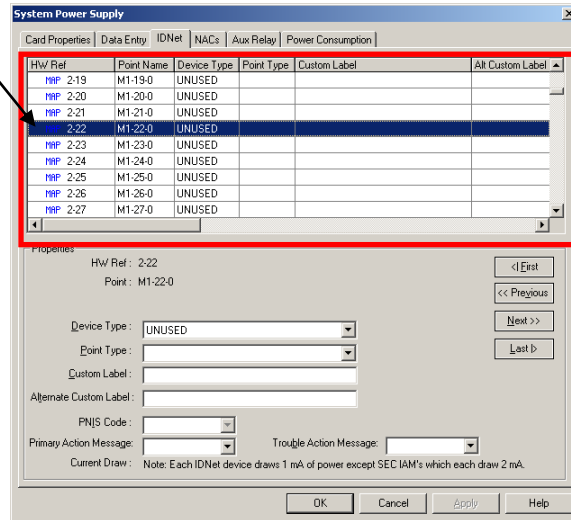 System Power Supply
Card Properties Data Entry IDNet NACs Aux Relay Power Consumption
HW Ref Point Name Device Type Point Type Custom Label Alt Custom Label
MAP 2-19 M1-19-0 UNUSED
MAP 2-20 M1-20-0 UNUSED
MAP 2-21 M1-21-0 UNUSED
MAP 2-22 M1-22-0 UNUSED
MAP 2-23 M1-23-0 UNUSED
MAP 2-24 M1-24-0 UNUSED
MAP 2-25 M1-25-0 UNUSED
MAP 2-26 M1-26-0 UNUSED
MAP 2-27 M1-27-0 UNUSED
Properties
HW Ref : 2-22
Point : M1-22-0
<| First
<< Previous
Next >>
Last |>
Device Type : UNUSED
Point Type :
Custom Label :
Alternate Custom Label :
PNIS Code :
Primary Action Message: Trouble Action Message:
Current Draw : Note: Each IDNet device draws 1 mA of power except SEC IAM's which each draw 2 mA.
OK Cancel Apply Help